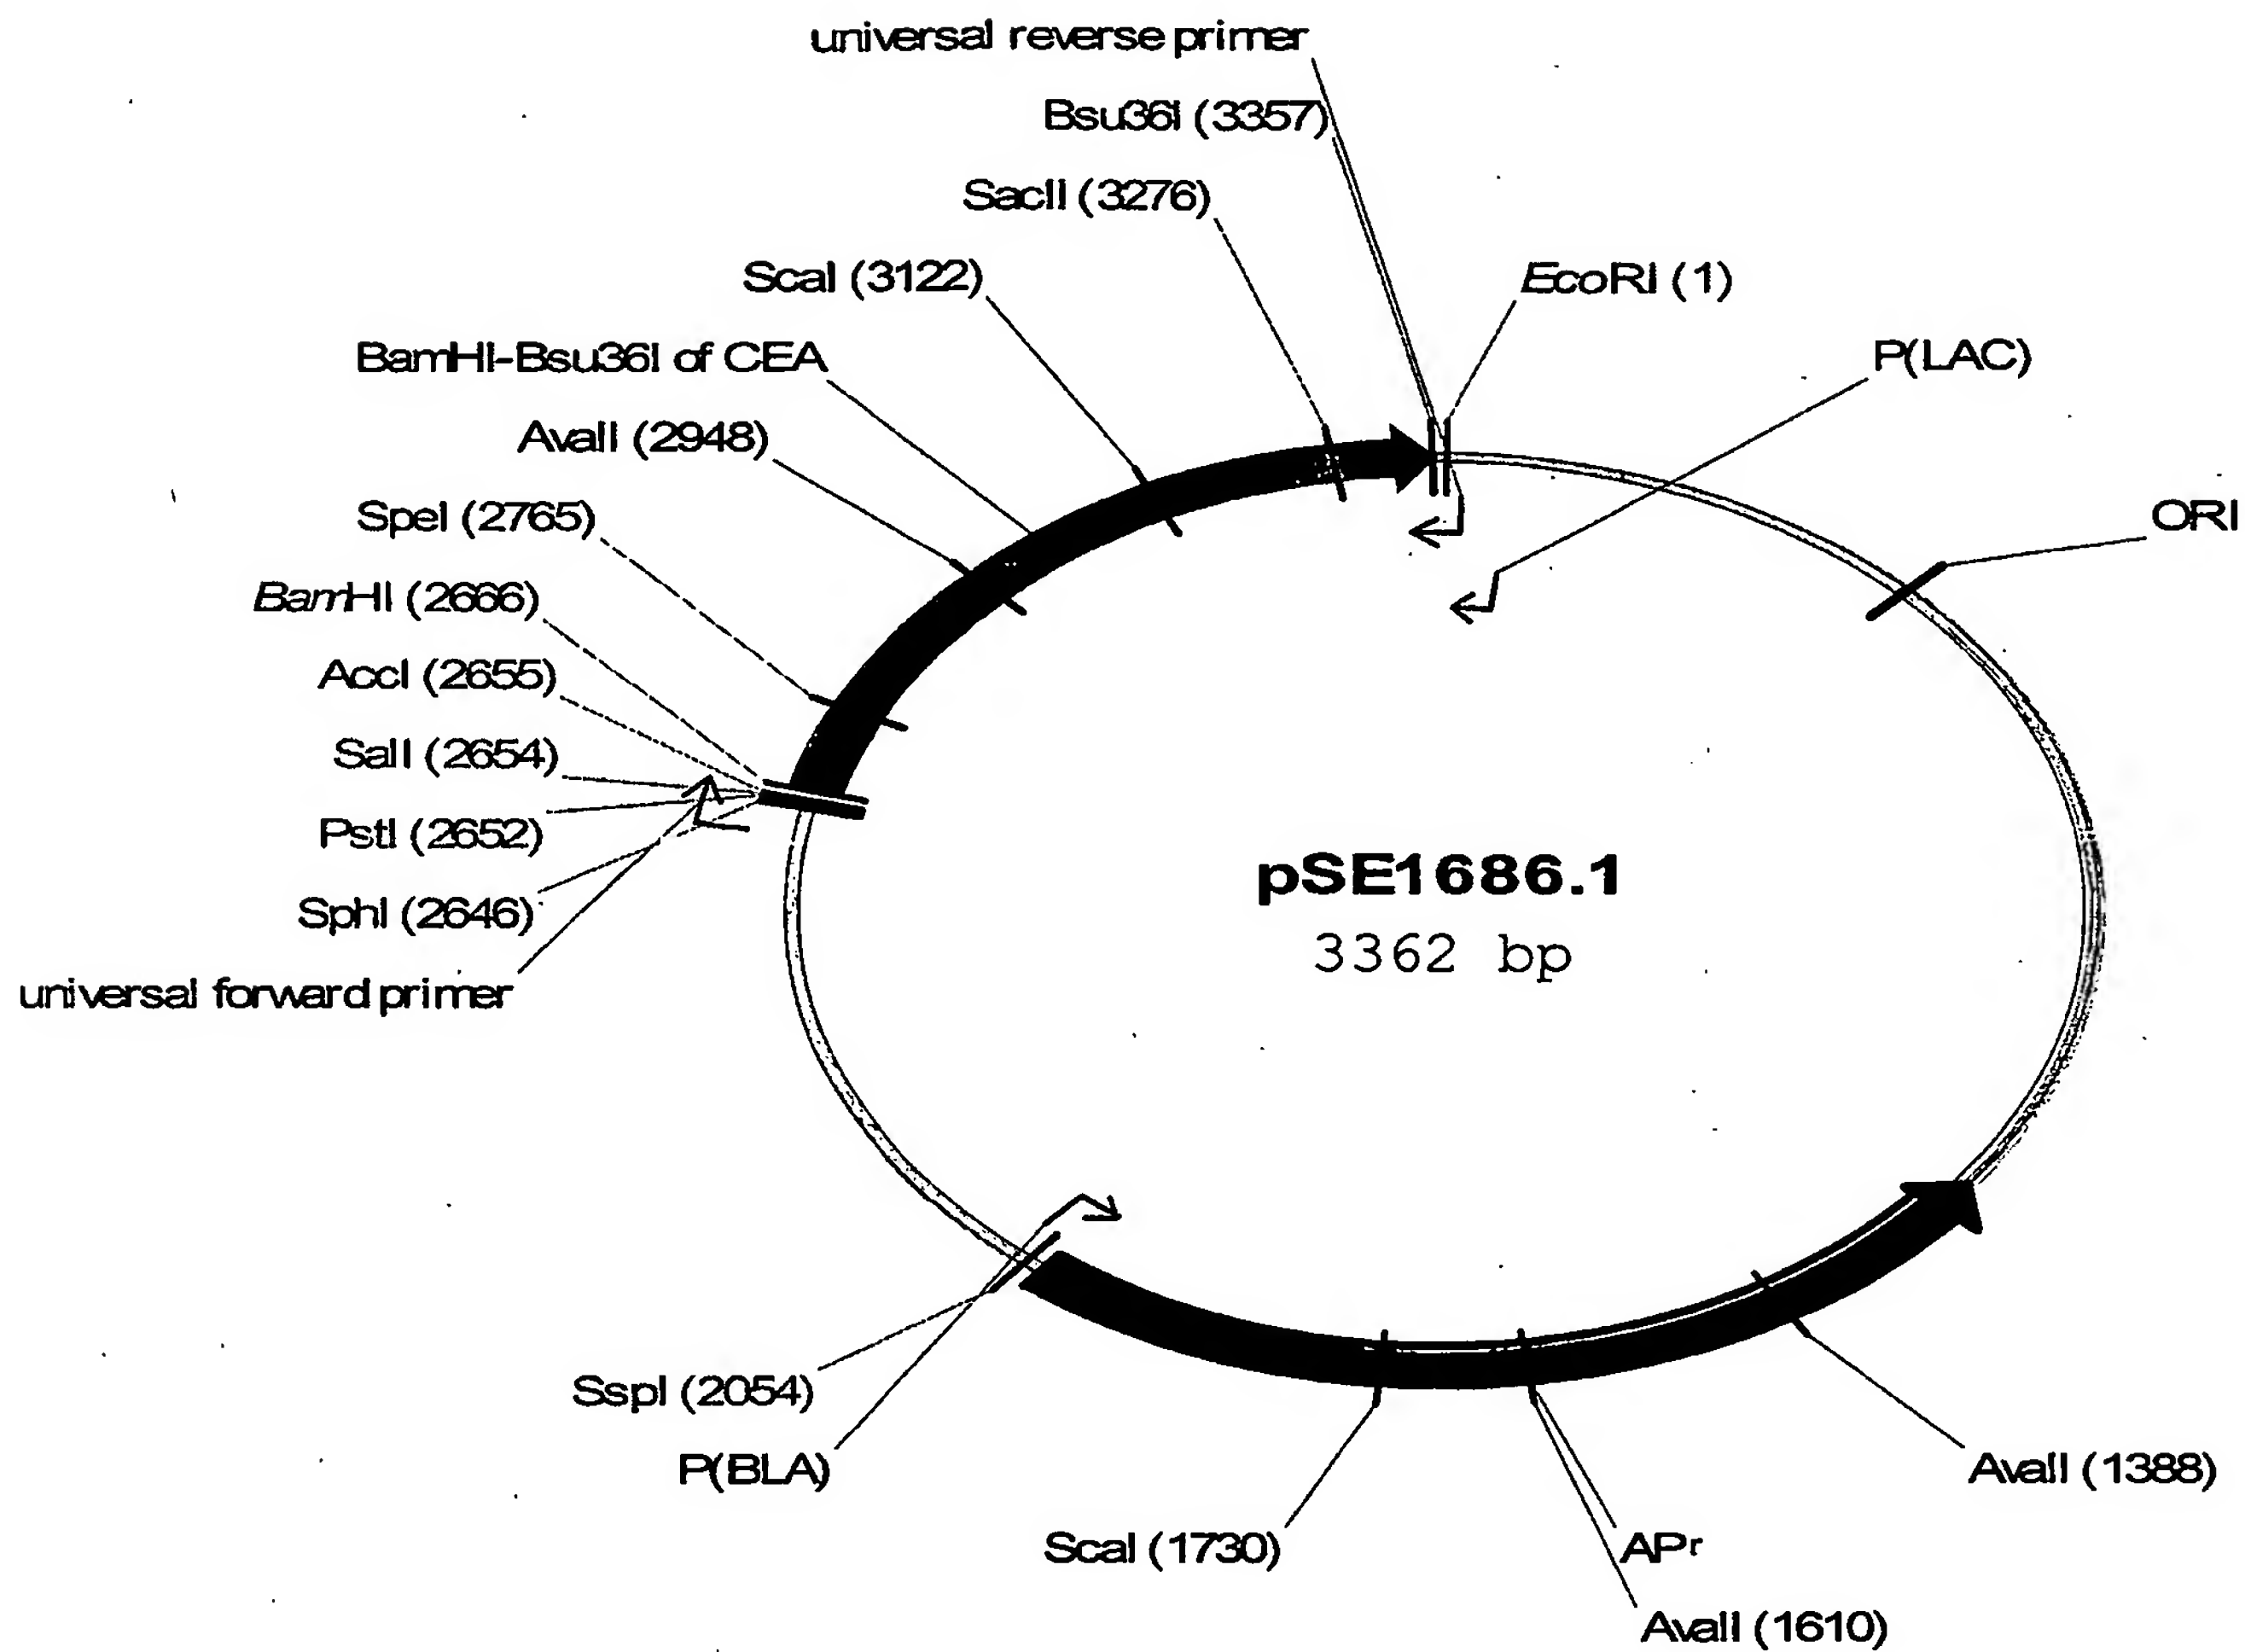 universal reverse primer
Bsu36I (3357)
SacII (3276)
ScaI (3122)
EcoRI (1)
BamHI-Bsu36I of CEA
P(LAC)
AvaII (2948)
SpeI (2765)
ORI
BamHI (2666)
AccI (2655)
SalI (2654)
PstI (2652)
SphI (2646)
universal forward primer
pSE1686.1
3362 bp
SspI (2054)
P(BLA)
AvaII (1388)
ScaI (1730)
APr
AvaII (1610)